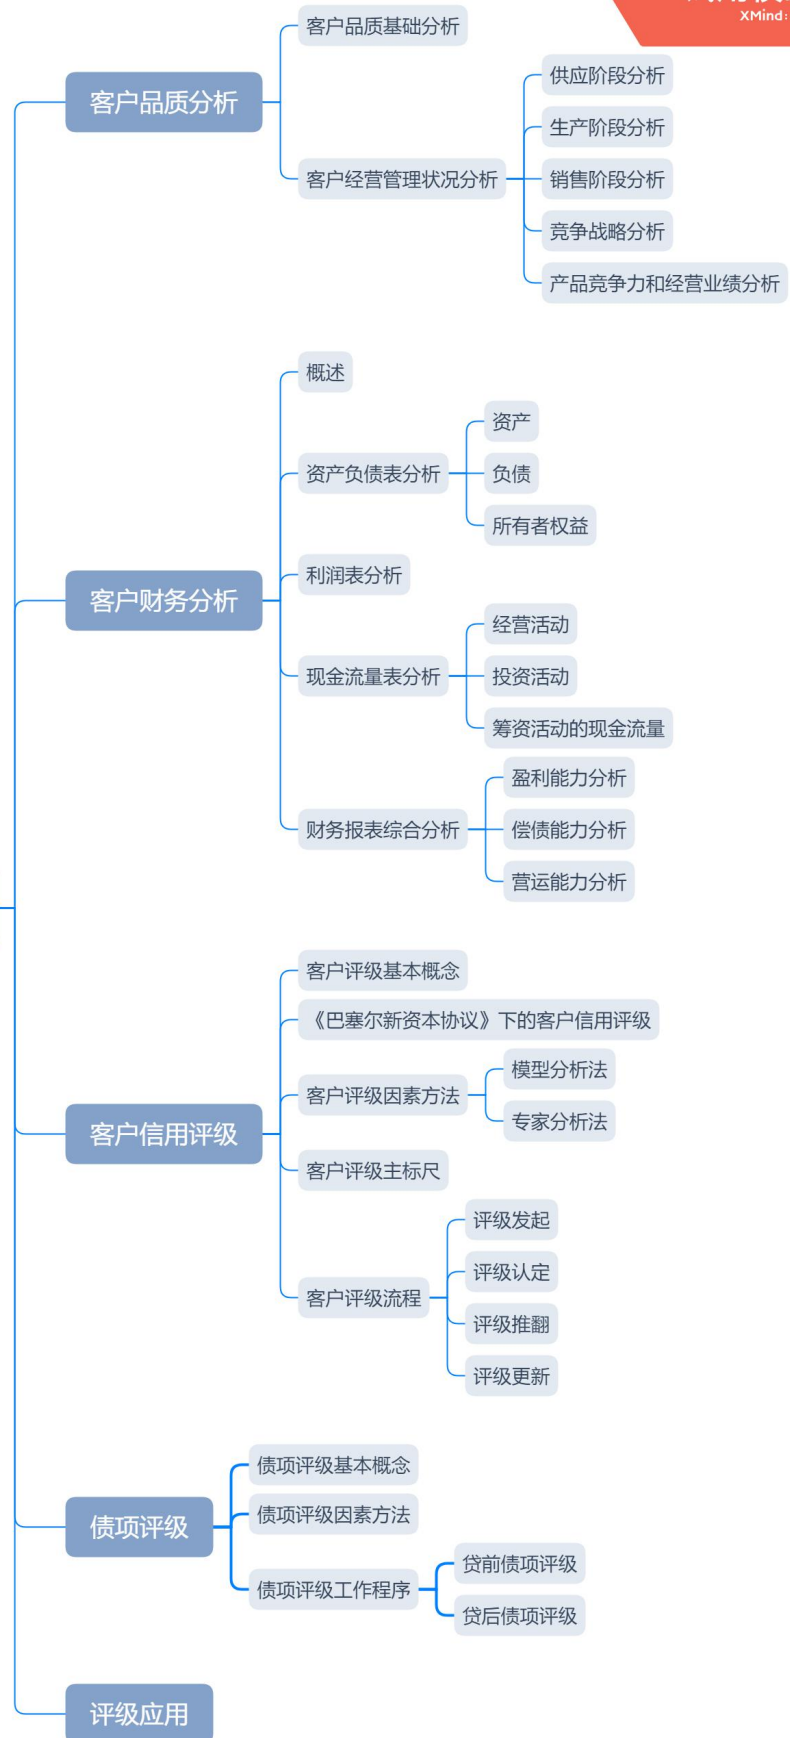 XMind:
客户品质分析
客户品质基础分析
客户经营管理状况分析
供应阶段分析
生产阶段分析
销售阶段分析
竞争战略分析
产品竞争力和经营业绩分析
客户财务分析
概述
资产负债表分析
资产
负债
所有者权益
利润表分析
现金流量表分析
经营活动
投资活动
筹资活动的现金流量
财务报表综合分析
盈利能力分析
偿债能力分析
营运能力分析
客户信用评级
客户评级基本概念
《巴塞尔新资本协议》下的客户信用评级
客户评级因素方法
模型分析法
专家分析法
客户评级主标尺
客户评级流程
评级发起
评级认定
评级推翻
评级更新
债项评级
债项评级基本概念
债项评级因素方法
债项评级工作程序
贷前债项评级
贷后债项评级
评级应用